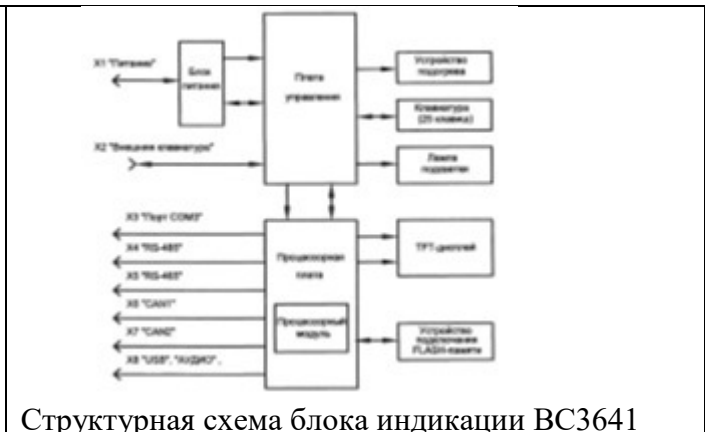 X1 "Питание"
Блок
питания
Плата
управления
Устройство
подогрева
Клавиатура
(25 клавиш)
X2 "Внешняя клавиатура"
Лампа
подсветки
X3 "Порт COM3"
X4 "RS-485"
X5 "RS-485"
X6 "CAN1"
X7 "CAN2"
X8 "USB", "АУДИО" ,
Процессорная
плата
Процессорный
модуль
TFT-дисплей
Устройство
подключения
FLASH-памяти
Структурная схема блока индикации ВС3641